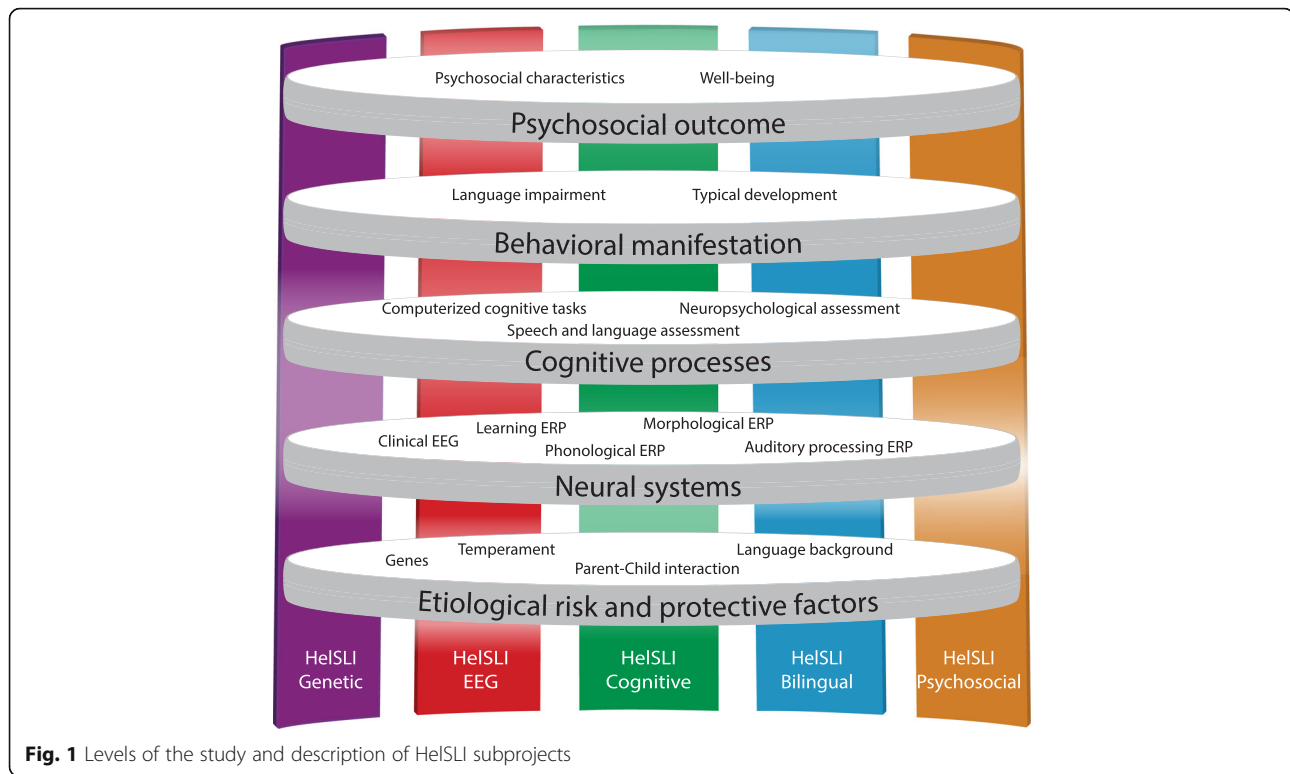 Psychosocial characteristics Well-being
Psychosocial outcome
Language impairment Typical development
Behavioral manifestation
Computerized cognitive tasks Neuropsychological assessment
Speech and language assessment
Cognitive processes
Morphological ERP
Learning ERP
Clinical EEG
Phonological ERP
Auditory processing ERP
Neural systems
Temperament
Language background
Genes
Parent-Child interaction
Etiological risk and protective factors
HelSLI
Genetic
HelSLI
EEG
HelSLI
Cognitive
HelSLI
Bilingual
HelSLI
Psychosocial
Fig. 1 Levels of the study and description of HelSLI subprojects